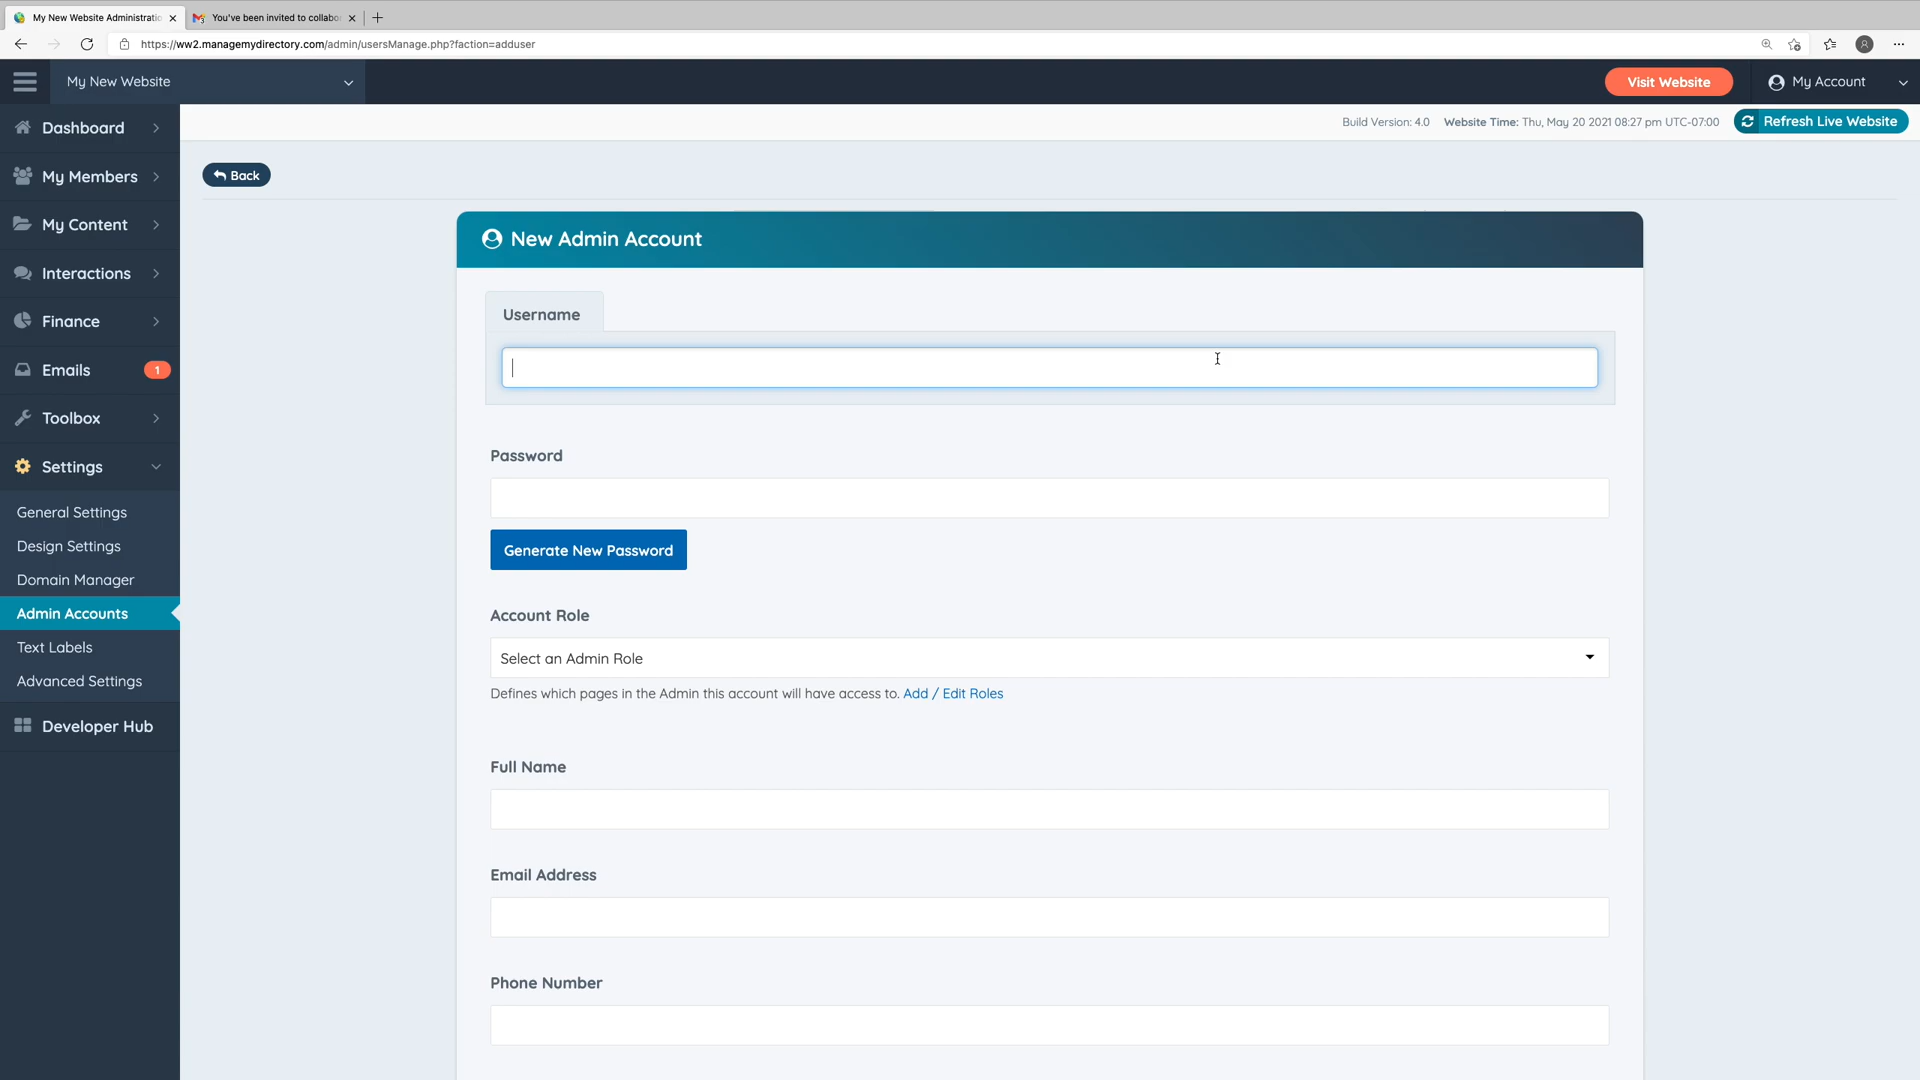 My New Website Administratio
You've been invited to collabor
https://ww2.managemydirectory.com/admin/usersManage.php?faction=adduser
My New Website
Visit Website
My Account
Build Version: 4.0
Website Time: Thu, May 20 2021 08:27 pm UTC-07:00
Refresh Live Website
Dashboard
My Members
My Content
Interactions
Finance
Emails
1
Toolbox
Settings
General Settings
Design Settings
Domain Manager
Admin Accounts
Text Labels
Advanced Settings
Developer Hub
Back
New Admin Account
Username
Password
Generate New Password
Account Role
Select an Admin Role
Defines which pages in the Admin this account will have access to. Add / Edit Roles
Full Name
Email Address
Phone Number